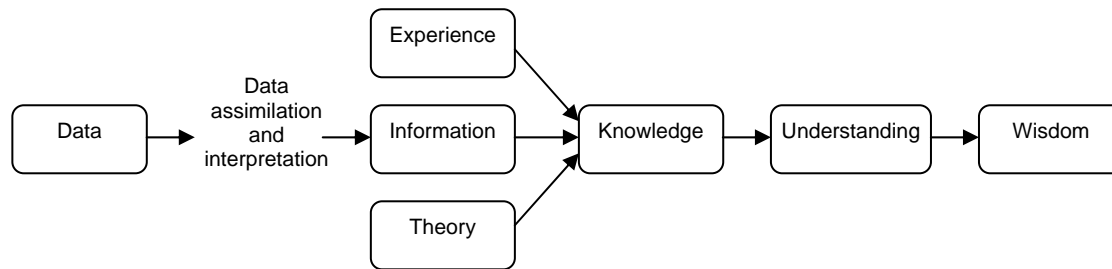 Experience
Data
Data
assimilation
and
interpretation
Information
Knowledge
Understanding
Wisdom
Theory